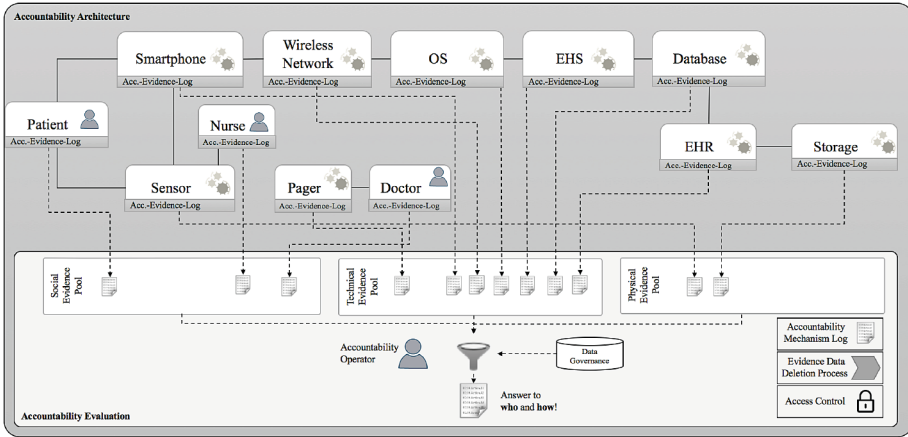 Accountability Architecture
Smartphone
Acc.-Evidence-Log
Wireless
Network
Acc.-Evidence-Log
OS
Acc.-Evidence-Log
EHS
Acc.-Evidence-Log
Database
Acc.-Evidence-Log
Patient
Acc.-Evidence-Log
Nurse
Acc.-Evidence-Log
EHR
Acc.-Evidence-Log
Storage
Acc.-Evidence-Log
Sensor
Acc.-Evidence-Log
Pager
Acc.-Evidence-Log
Doctor
Acc.-Evidence-Log
Social
Evidence
Pool
Technical
Evidence
Pool
Physical
Evidence
Pool
Accountability
Operator
Data
Governance
Answer to
who and how!
Accountability
Mechanism Log
Evidence Data
Deletion Process
Access Control
Accountability Evaluation